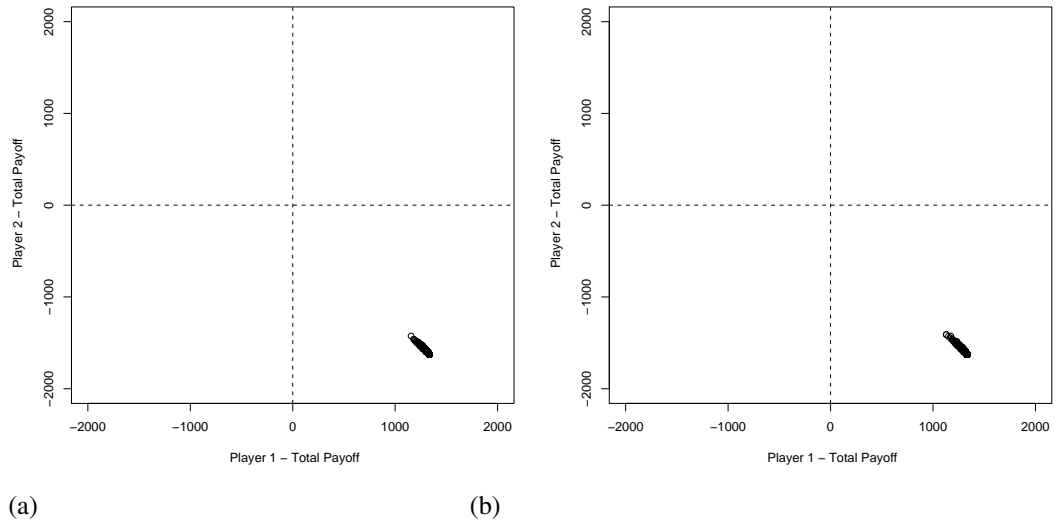 2000
1000
0
−1000
−2000
Player 2 − Total Payoff
−2000 −1000 0 1000 2000
Player 1 − Total Payoff
2000
1000
0
−1000
−2000
Player 2 − Total Payoff
−2000 −1000 0 1000 2000
Player 1 − Total Payoff
(a)
(b)